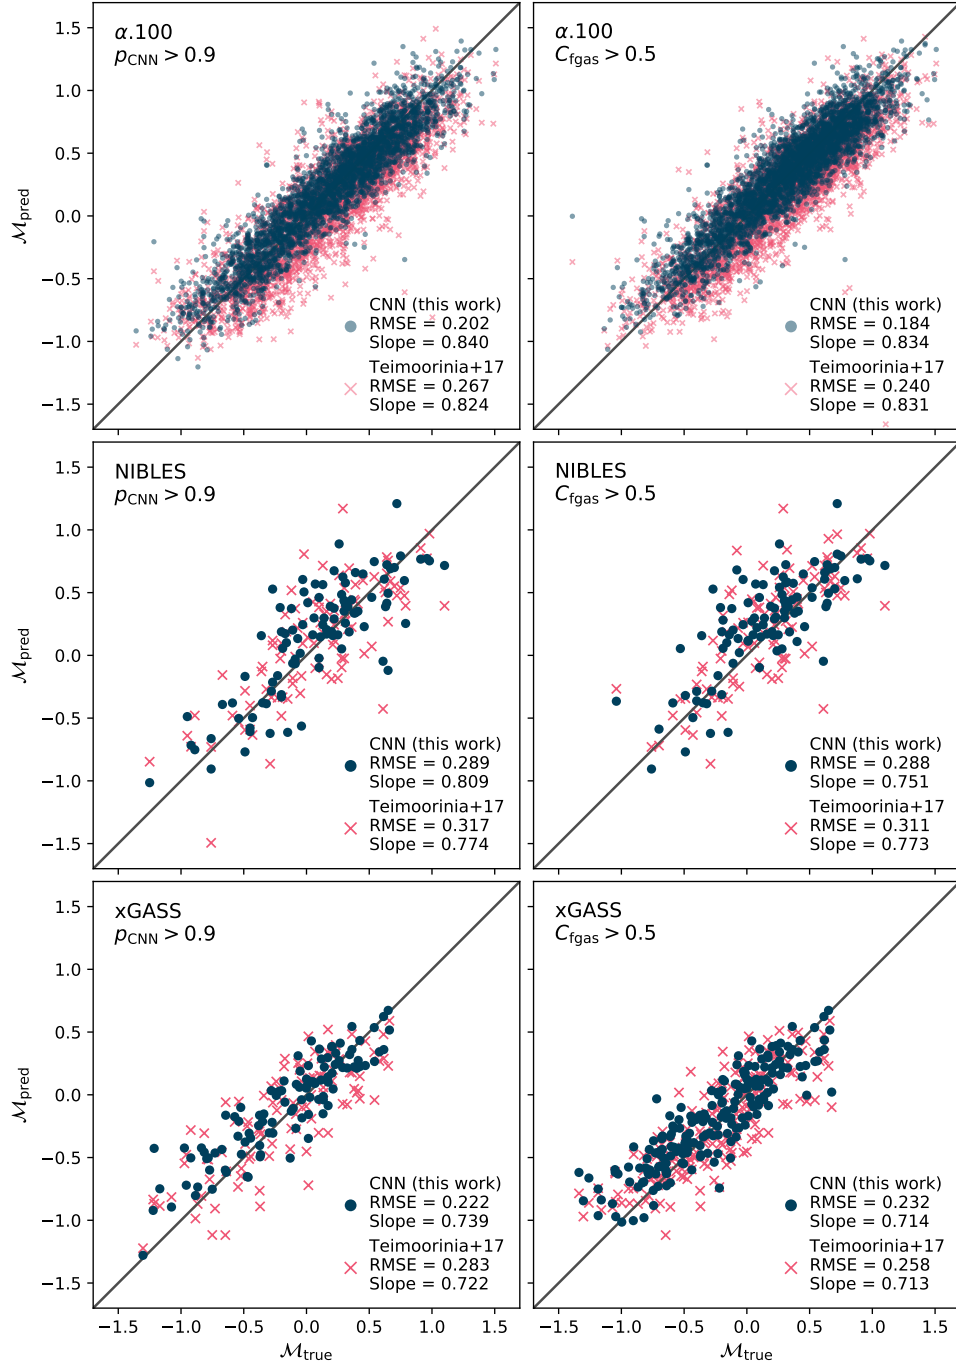 α.100
p_CNN > 0.9
CNN (this work)
RMSE = 0.202
Slope = 0.840
Teimoorinia+17
RMSE = 0.267
Slope = 0.824
1.5
1.0
0.5
0.0
−0.5
−1.0
−1.5
ℳ_pred
α.100
C_fgas > 0.5
CNN (this work)
RMSE = 0.184
Slope = 0.834
Teimoorinia+17
RMSE = 0.240
Slope = 0.831
NIBLES
p_CNN > 0.9
CNN (this work)
RMSE = 0.289
Slope = 0.809
Teimoorinia+17
RMSE = 0.317
Slope = 0.774
1.5
1.0
0.5
0.0
−0.5
−1.0
−1.5
ℳ_pred
NIBLES
C_fgas > 0.5
CNN (this work)
RMSE = 0.288
Slope = 0.751
Teimoorinia+17
RMSE = 0.311
Slope = 0.773
xGASS
p_CNN > 0.9
CNN (this work)
RMSE = 0.222
Slope = 0.739
Teimoorinia+17
RMSE = 0.283
Slope = 0.722
1.5
1.0
0.5
0.0
−0.5
−1.0
−1.5
ℳ_pred
−1.5 −1.0 −0.5 0.0 0.5 1.0 1.5
ℳ_true
xGASS
C_fgas > 0.5
CNN (this work)
RMSE = 0.232
Slope = 0.714
Teimoorinia+17
RMSE = 0.258
Slope = 0.713
−1.5 −1.0 −0.5 0.0 0.5 1.0 1.5
ℳ_true